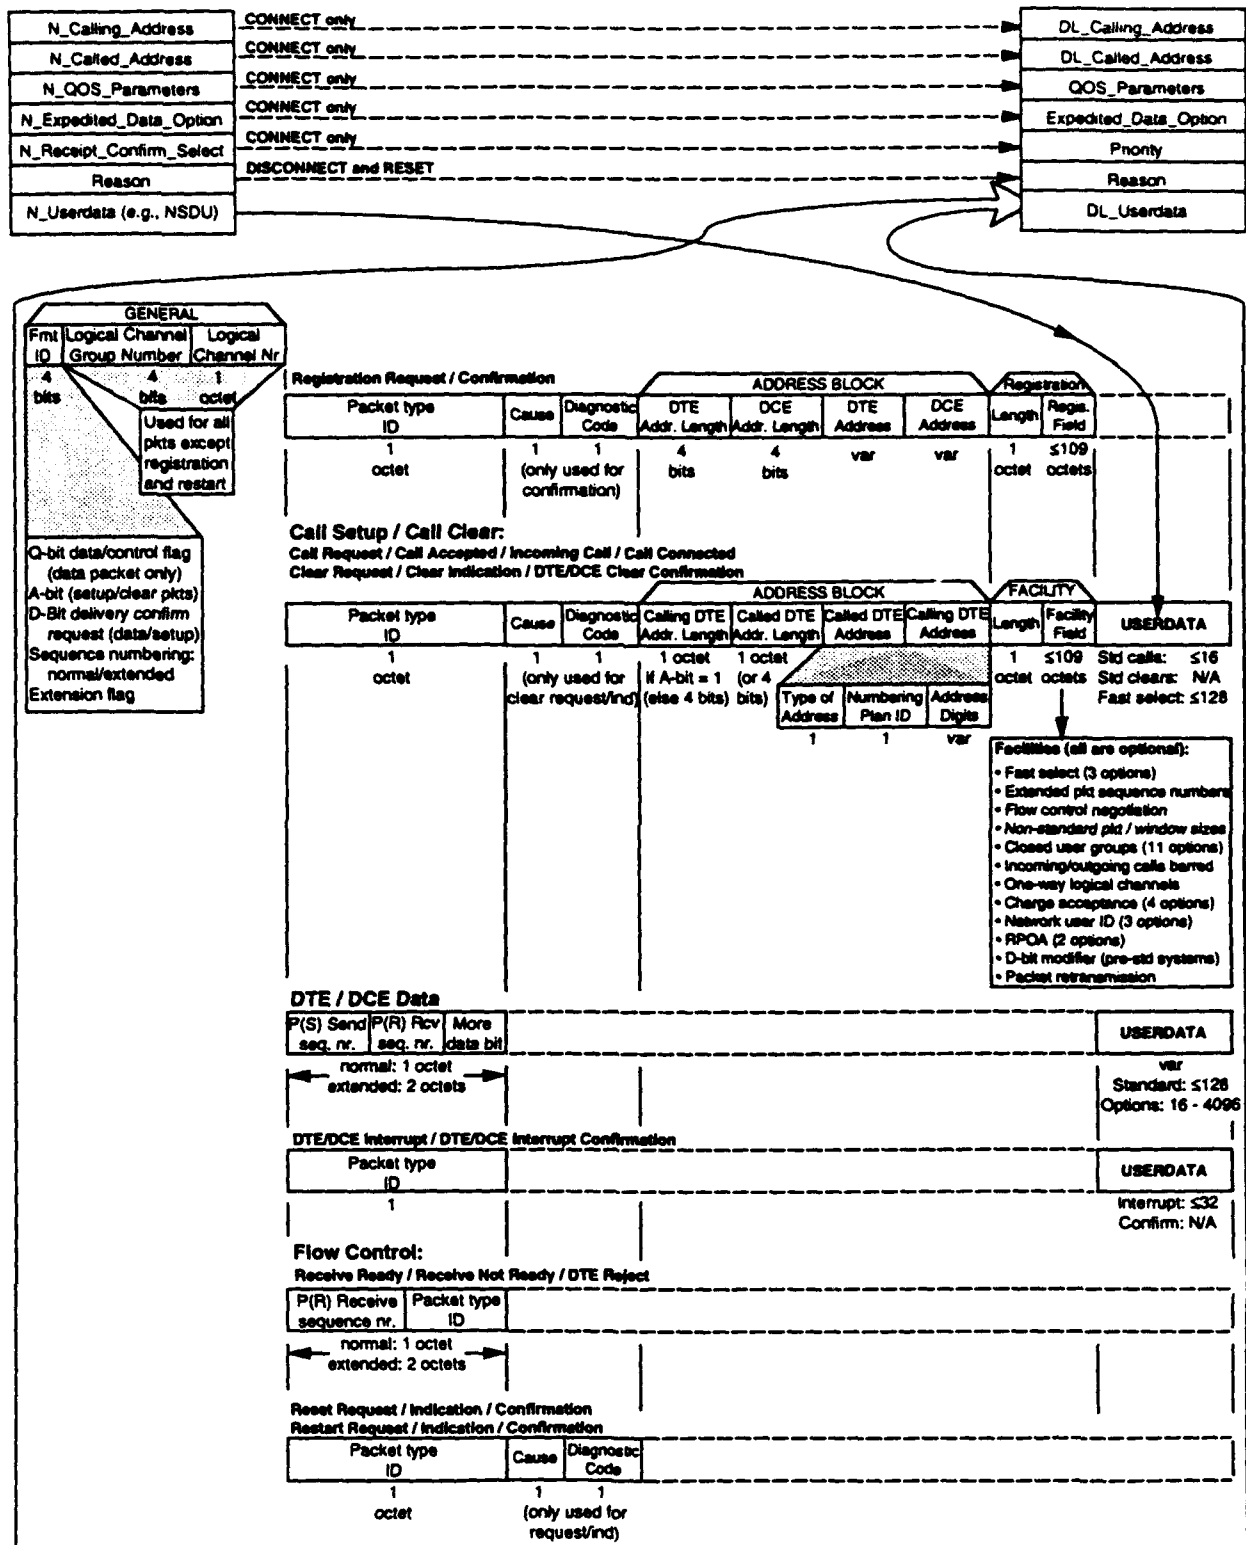 N_Calling_Address
CONNECT only
DL_Calling_Address
N_Called_Address
CONNECT only
DL_Called_Address
N_QOS_Parameters
CONNECT only
QOS_Parameters
N_Expedited_Data_Option
CONNECT only
Expedited_Data_Option
N_Receipt_Confirm_Select
CONNECT only
Priority
Reason
DISCONNECT and RESET
Reason
N_Userdata (e.g., NSDU)
DL_Userdata
GENERAL
Fmt ID
Logical Channel Group Number
Logical Channel Nr
4 bits
4 bits
1 octet
Used for all
pkts except
registration
and restart
Q-bit data/control flag
(data packet only)
A-bit (setup/clear pkts)
D-Bit delivery confirm
request (data/setup)
Sequence numbering:
normal/extended
Extension flag
Registration Request / Confirmation
ADDRESS BLOCK
Registration
Packet type ID
Cause
Diagnostic Code
DTE Addr. Length
DCE Addr. Length
DTE Address
DCE Address
Length
Regis. Field
1 octet
1
1
(only used for
confirmation)
4 bits
4 bits
var
var
1 octet
≤109 octets
Call Setup / Call Clear:
Call Request / Call Accepted / Incoming Call / Call Connected
Clear Request / Clear Indication / DTE/DCE Clear Confirmation
ADDRESS BLOCK
FACILITY
Packet type ID
Cause
Diagnostic Code
Calling DTE Addr. Length
Called DTE Addr. Length
Called DTE Address
Calling DTE Address
Length
Facility Field
USERDATA
1 octet
1
1
(only used for
clear request/ind)
1 octet
if A-bit = 1
(else 4 bits)
1 octet
(or 4
bits)
Type of Address
Numbering Plan ID
Address Digits
1
1
var
1 octet
≤109 octets
Std calls: ≤16
Std clears: N/A
Fast select: ≤128
Facilities (all are optional):
• Fast select (3 options)
• Extended pkt sequence numbers
• Flow control negotiation
• Non-standard pkt / window sizes
• Closed user groups (11 options)
• Incoming/outgoing calls barred
• One-way logical channels
• Charge acceptance (4 options)
• Network user ID (3 options)
• RPOA (2 options)
• D-bit modifier (pre-std systems)
• Packet retransmission
DTE / DCE Data
P(S) Send seq. nr.
P(R) Rcv seq. nr.
More data bit
USERDATA
normal: 1 octet
extended: 2 octets
var
Standard: ≤128
Options: 16 - 4096
DTE/DCE Interrupt / DTE/DCE Interrupt Confirmation
Packet type ID
USERDATA
1
Interrupt: ≤32
Confirm: N/A
Flow Control:
Receive Ready / Receive Not Ready / DTE Reject
P(R) Receive sequence nr.
Packet type ID
normal: 1 octet
extended: 2 octets
Reset Request / Indication / Confirmation
Restart Request / Indication / Confirmation
Packet type ID
Cause
Diagnostic Code
1 octet
1
1
(only used for
request/ind)